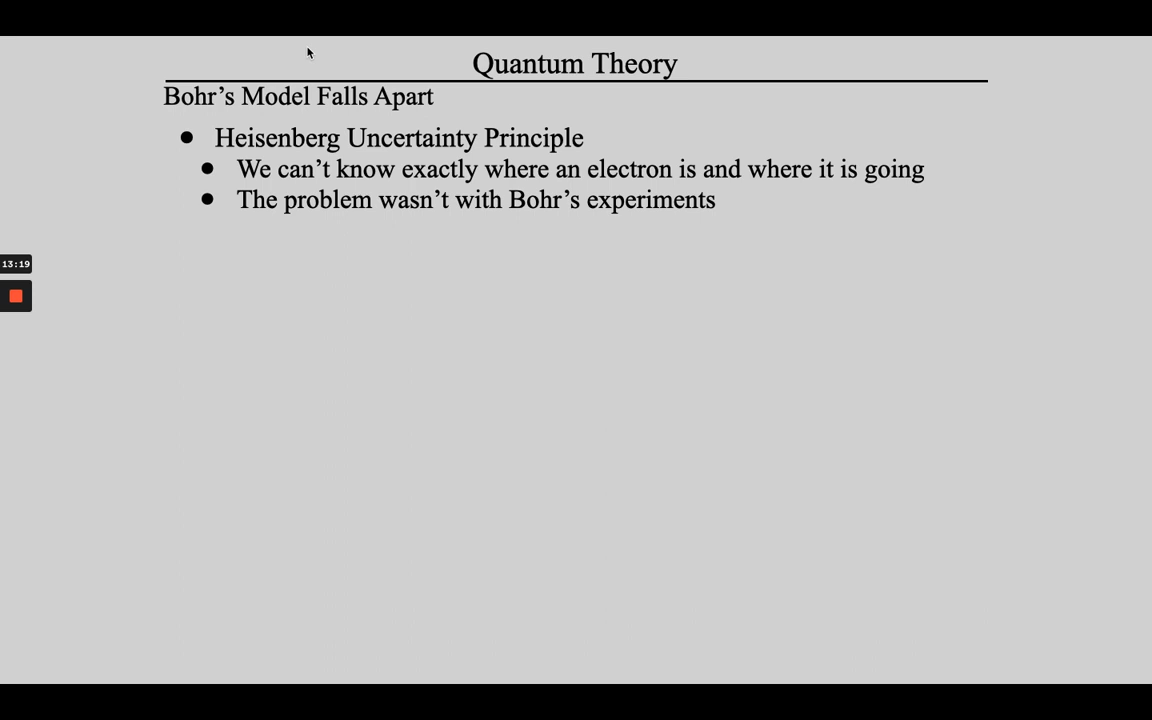 Quantum Theory
Bohr’s Model Falls Apart
● Heisenberg Uncertainty Principle
● We can’t know exactly where an electron is and where it is going
● The problem wasn’t with Bohr’s experiments
13:19